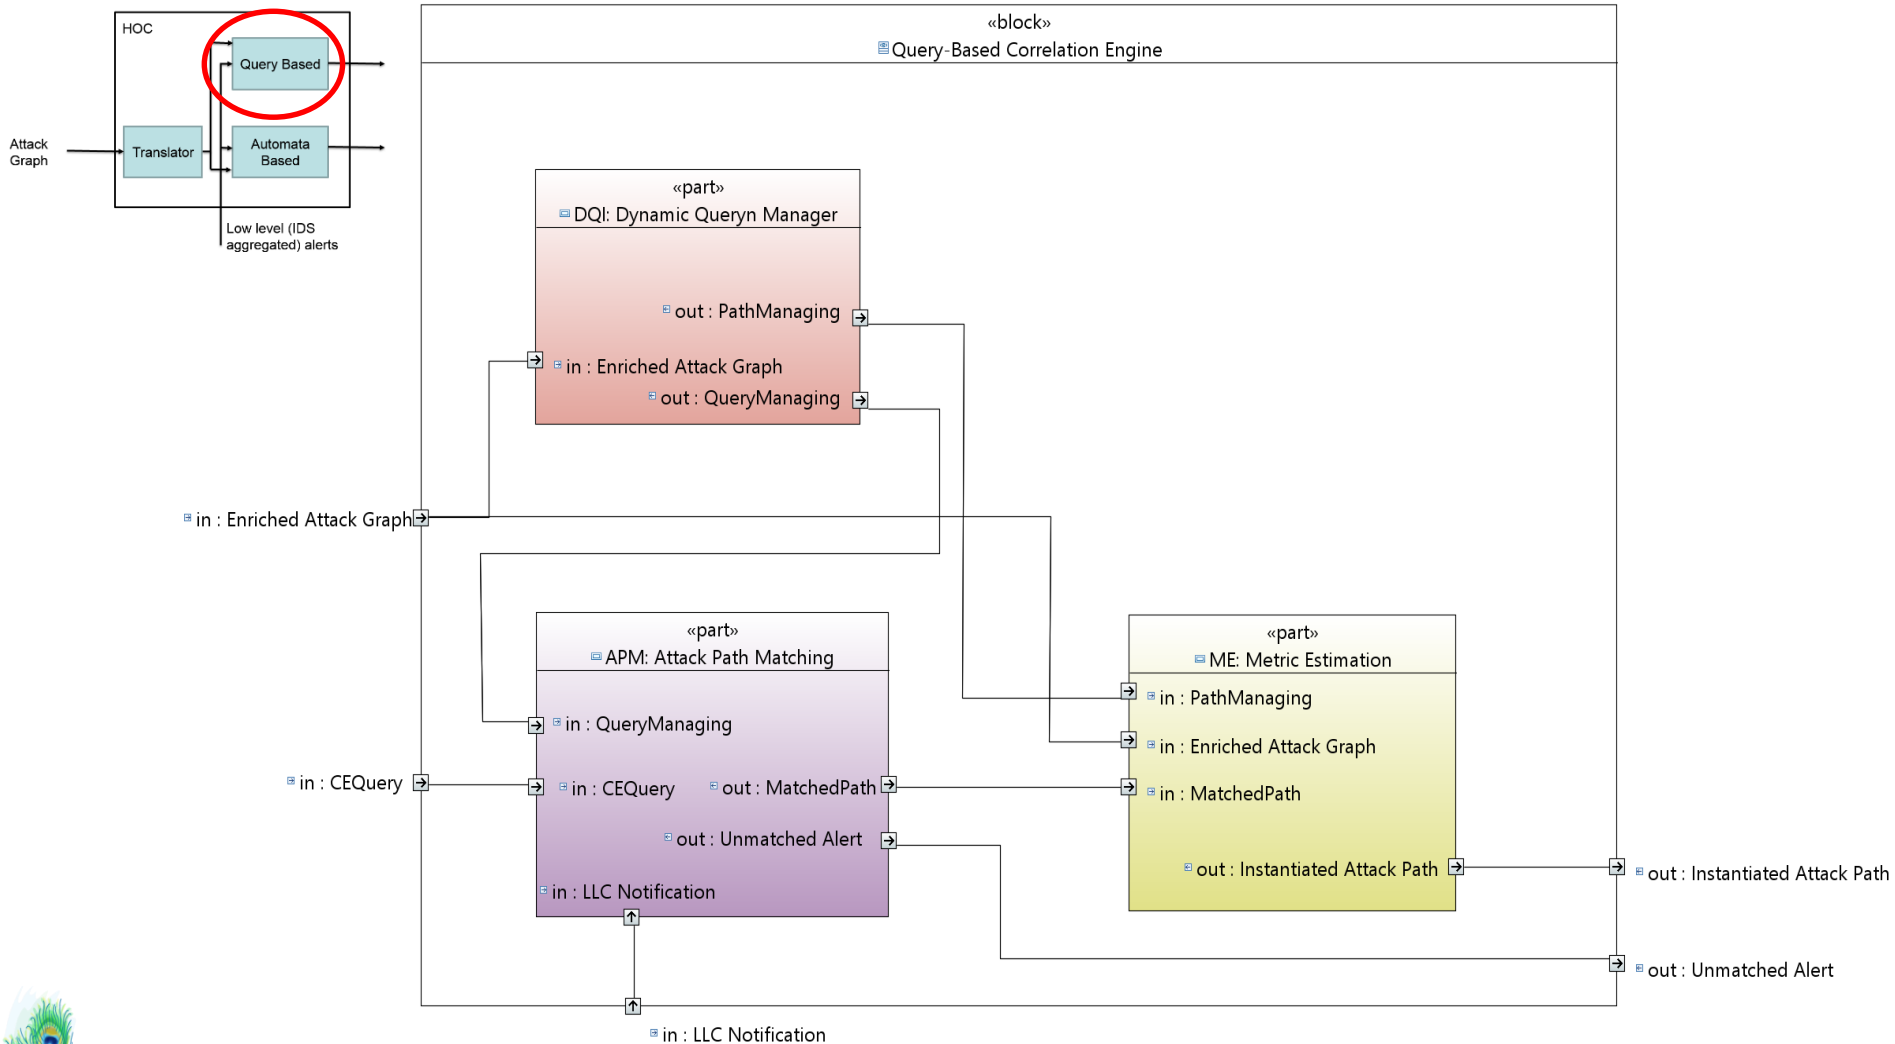 HOC
Query Based
Attack
Graph
Translator
Automata
Based
Low level (IDS
aggregated) alerts
«block»
Query-Based Correlation Engine
«part»
DQI: Dynamic Queryn Manager
out : PathManaging
in : Enriched Attack Graph
out : QueryManaging
in : Enriched Attack Graph
«part»
APM: Attack Path Matching
in : QueryManaging
in : CEQuery
in : CEQuery
out : MatchedPath
out : Unmatched Alert
in : LLC Notification
«part»
ME: Metric Estimation
in : PathManaging
in : Enriched Attack Graph
in : MatchedPath
out : Instantiated Attack Path
out : Instantiated Attack Path
out : Unmatched Alert
in : LLC Notification